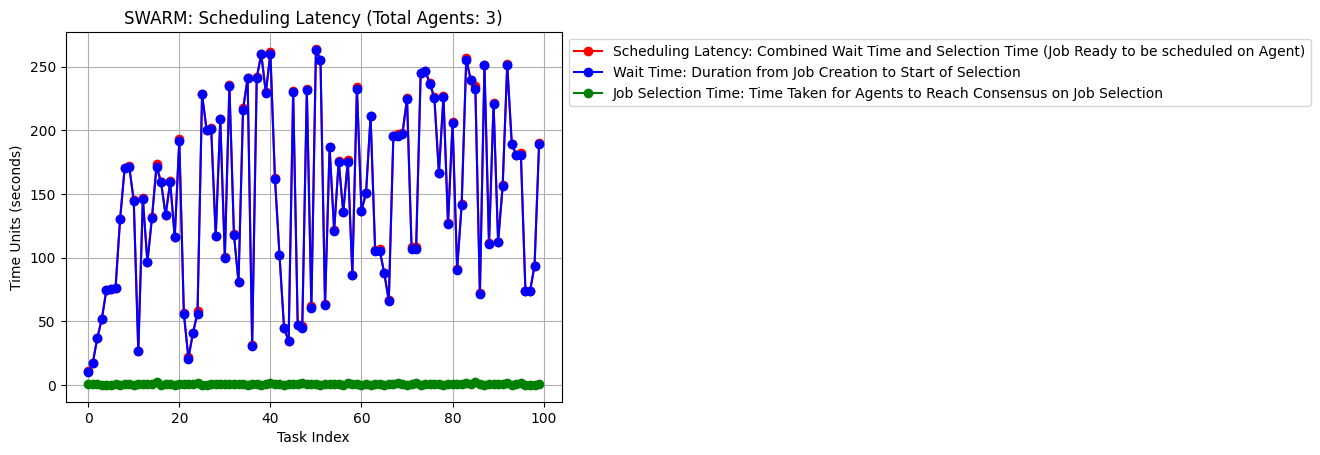 SWARM: Scheduling Latency (Total Agents: 3)
Scheduling Latency: Combined Wait Time and Selection Time (Job Ready to be scheduled on Agent)
Wait Time: Duration from Job Creation to Start of Selection
Job Selection Time: Time Taken for Agents to Reach Consensus on Job Selection
Time Units (seconds)
250
200
150
100
50
0
0 20 40 60 80 100
Task Index